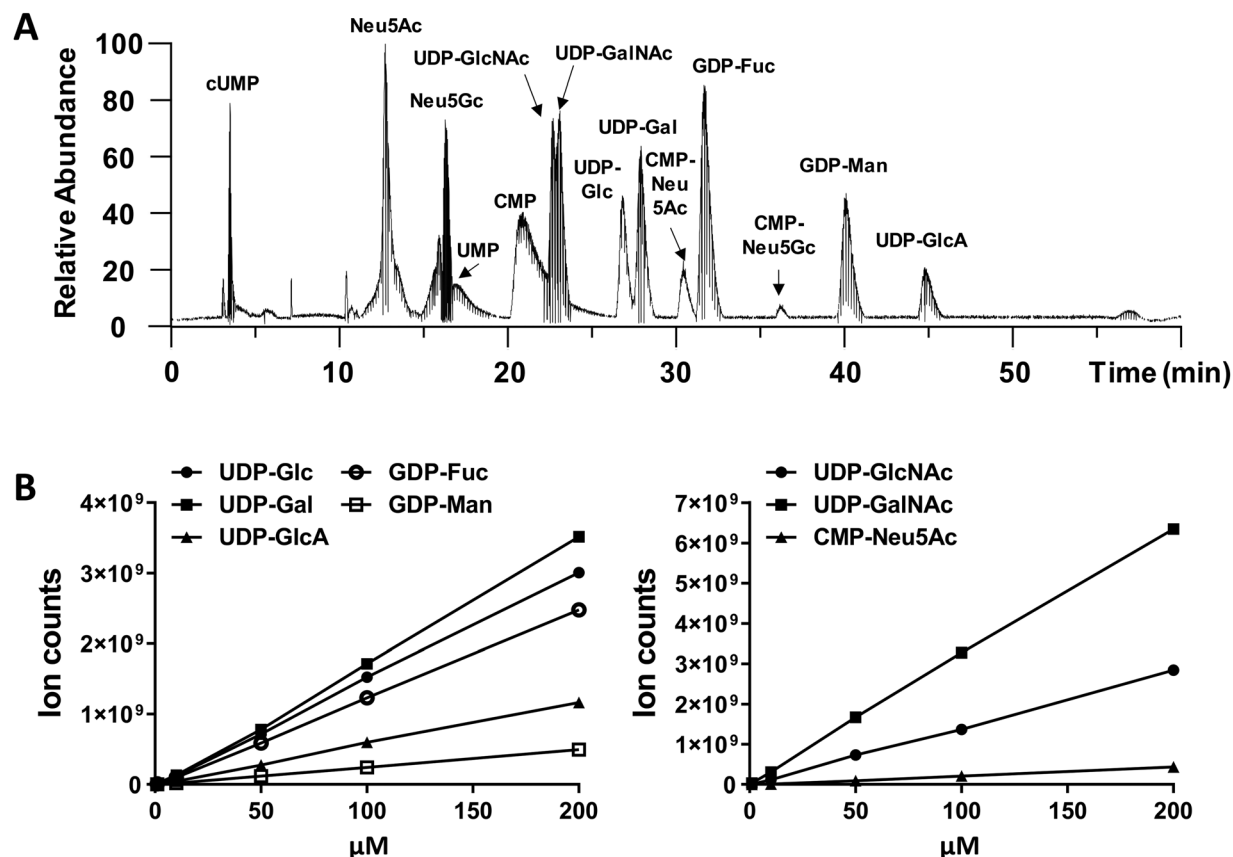 A
Relative Abundance
100
80
60
40
20
0
cUMP
Neu5Ac
Neu5Gc
UMP
CMP
UDP-GlcNAc
UDP-GalNAc
UDP-
Glc
UDP-Gal
CMP-
Neu
5Ac
GDP-Fuc
CMP-
Neu5Gc
GDP-Man
UDP-GlcA
0
10
20
30
40
50
Time (min)
B
UDP-Glc
UDP-Gal
UDP-GlcA
GDP-Fuc
GDP-Man
Ion counts
4×10⁹
3×10⁹
2×10⁹
1×10⁹
0
0
50
100
150
200
µM
UDP-GlcNAc
UDP-GalNAc
CMP-Neu5Ac
Ion counts
7×10⁹
6×10⁹
5×10⁹
4×10⁹
3×10⁹
2×10⁹
1×10⁹
0
0
50
100
150
200
µM